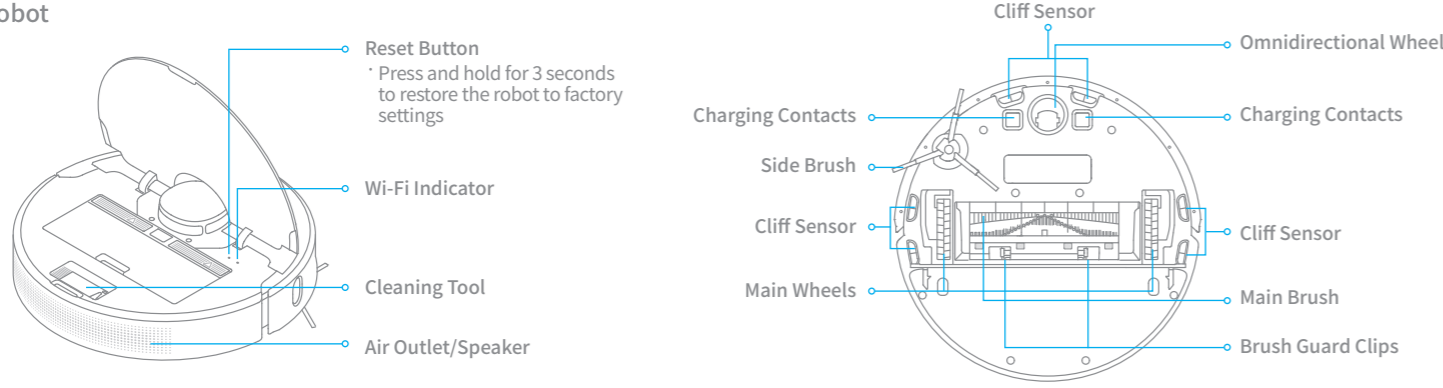 obot
Reset Button
· Press and hold for 3 seconds
to restore the robot to factory
settings
Wi-Fi Indicator
Cleaning Tool
Air Outlet/Speaker
Cliff Sensor
Omnidirectional Wheel
Charging Contacts
Charging Contacts
Side Brush
Cliff Sensor
Cliff Sensor
Main Wheels
Main Brush
Brush Guard Clips